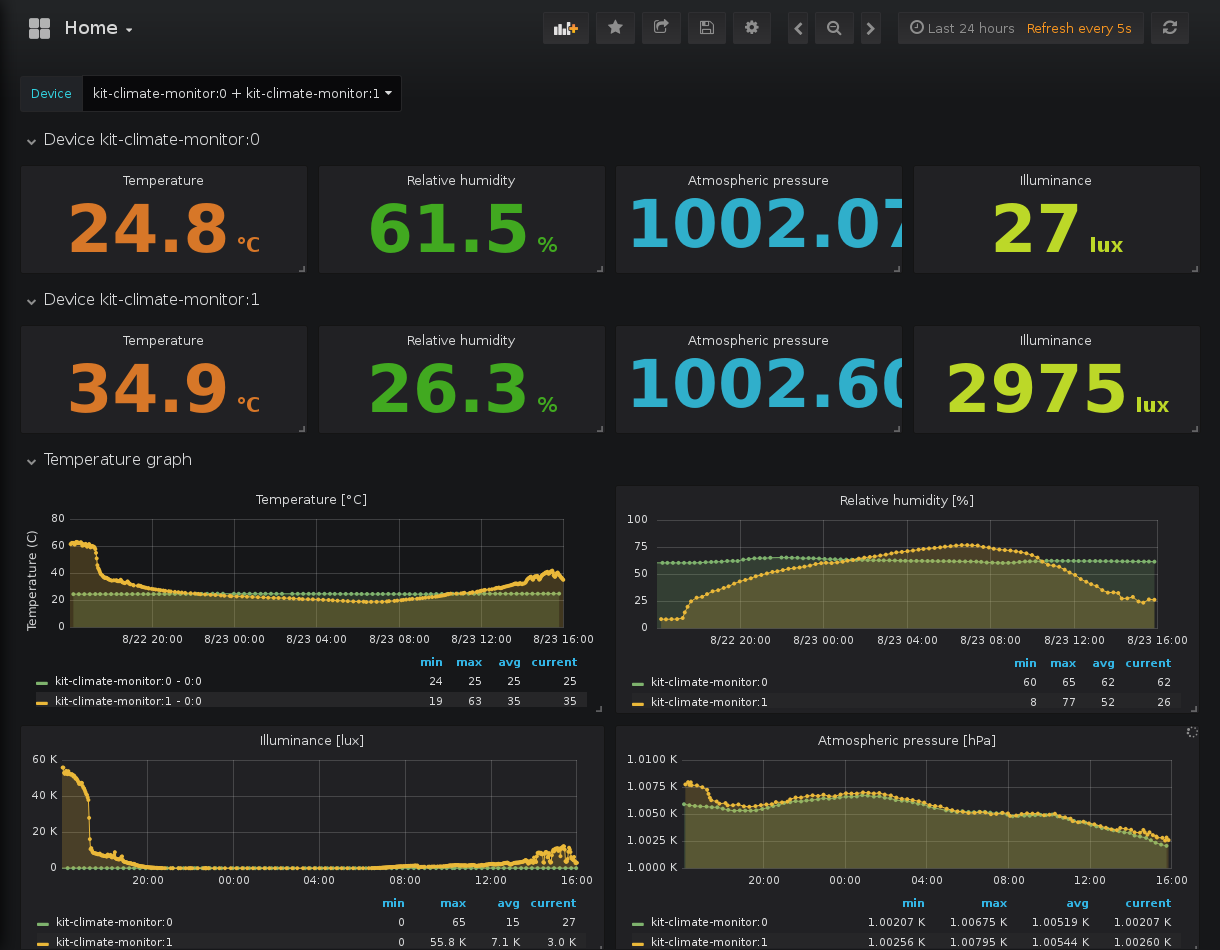 Home
Last 24 hours Refresh every 5s
Device kit-climate-monitor:0 + kit-climate-monitor:1
Device kit-climate-monitor:0
Temperature Relative humidity Atmospheric pressure Illuminance
24.8 °C 61.5 % 1002.07 27 lux
Device kit-climate-monitor:1
Temperature Relative humidity Atmospheric pressure Illuminance
34.9 °C 26.3 % 1002.60 2975 lux
Temperature graph
Temperature [°C]
Temperature (C)
80
60
40
20
0
8/22 20:00 8/23 00:00 8/23 04:00 8/23 08:00 8/23 12:00 8/23 16:00
min max avg current
kit-climate-monitor:0 - 0:0 24 25 25 25
kit-climate-monitor:1 - 0:0 19 63 35 35
Relative humidity [%]
100
75
50
25
0
8/22 20:00 8/23 00:00 8/23 04:00 8/23 08:00 8/23 12:00 8/23 16:00
min max avg current
kit-climate-monitor:0 60 65 62 62
kit-climate-monitor:1 8 77 52 26
Illuminance [lux]
60 K
40 K
20 K
0
20:00 00:00 04:00 08:00 12:00 16:00
min max avg current
kit-climate-monitor:0 0 65 15 27
kit-climate-monitor:1 0 55.8 K 7.1 K 3.0 K
Atmospheric pressure [hPa]
1.0100 K
1.0075 K
1.0050 K
1.0025 K
1.0000 K
20:00 00:00 04:00 08:00 12:00 16:00
min max avg current
kit-climate-monitor:0 1.00207 K 1.00675 K 1.00519 K 1.00207 K
kit-climate-monitor:1 1.00256 K 1.00795 K 1.00544 K 1.00260 K